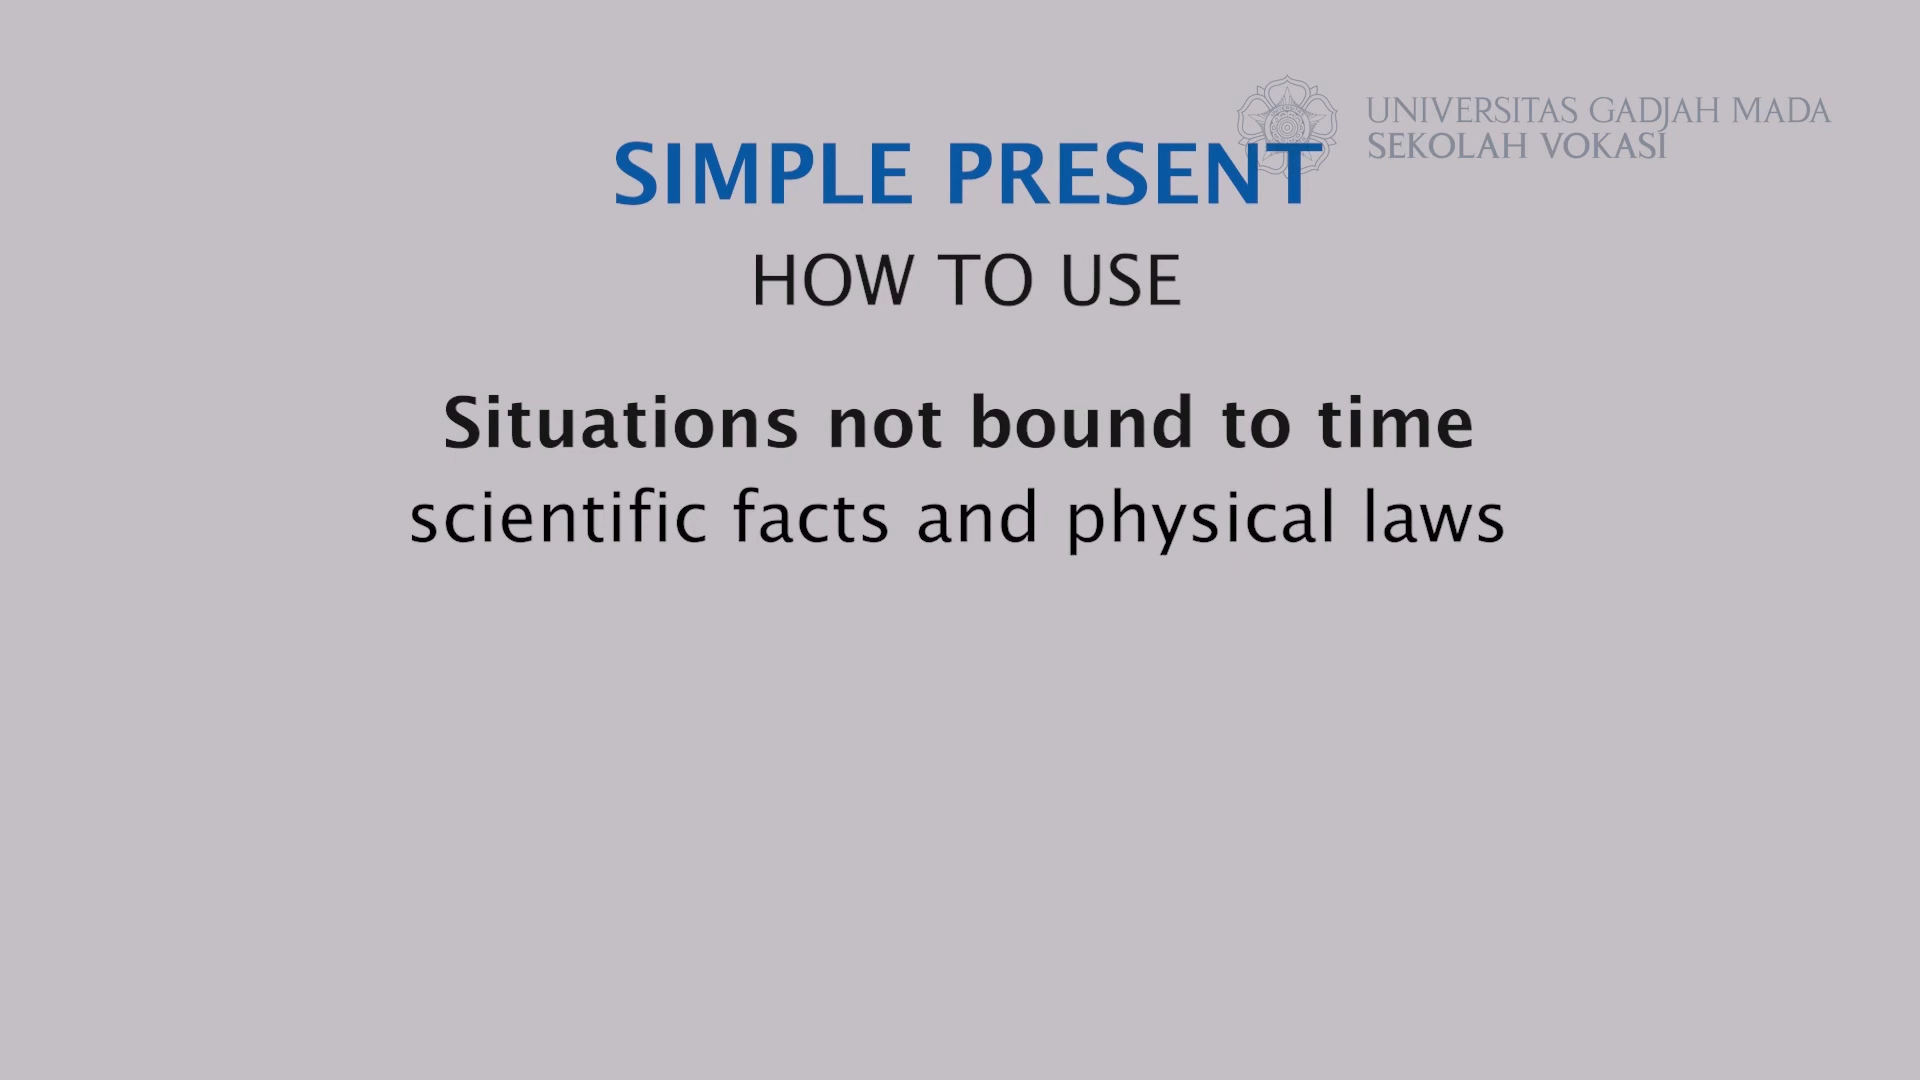 UNIVERSITAS GADJAH MADA
SEKOLAH VOKASI
SIMPLE PRESENT
HOW TO USE
Situations not bound to time
scientific facts and physical laws